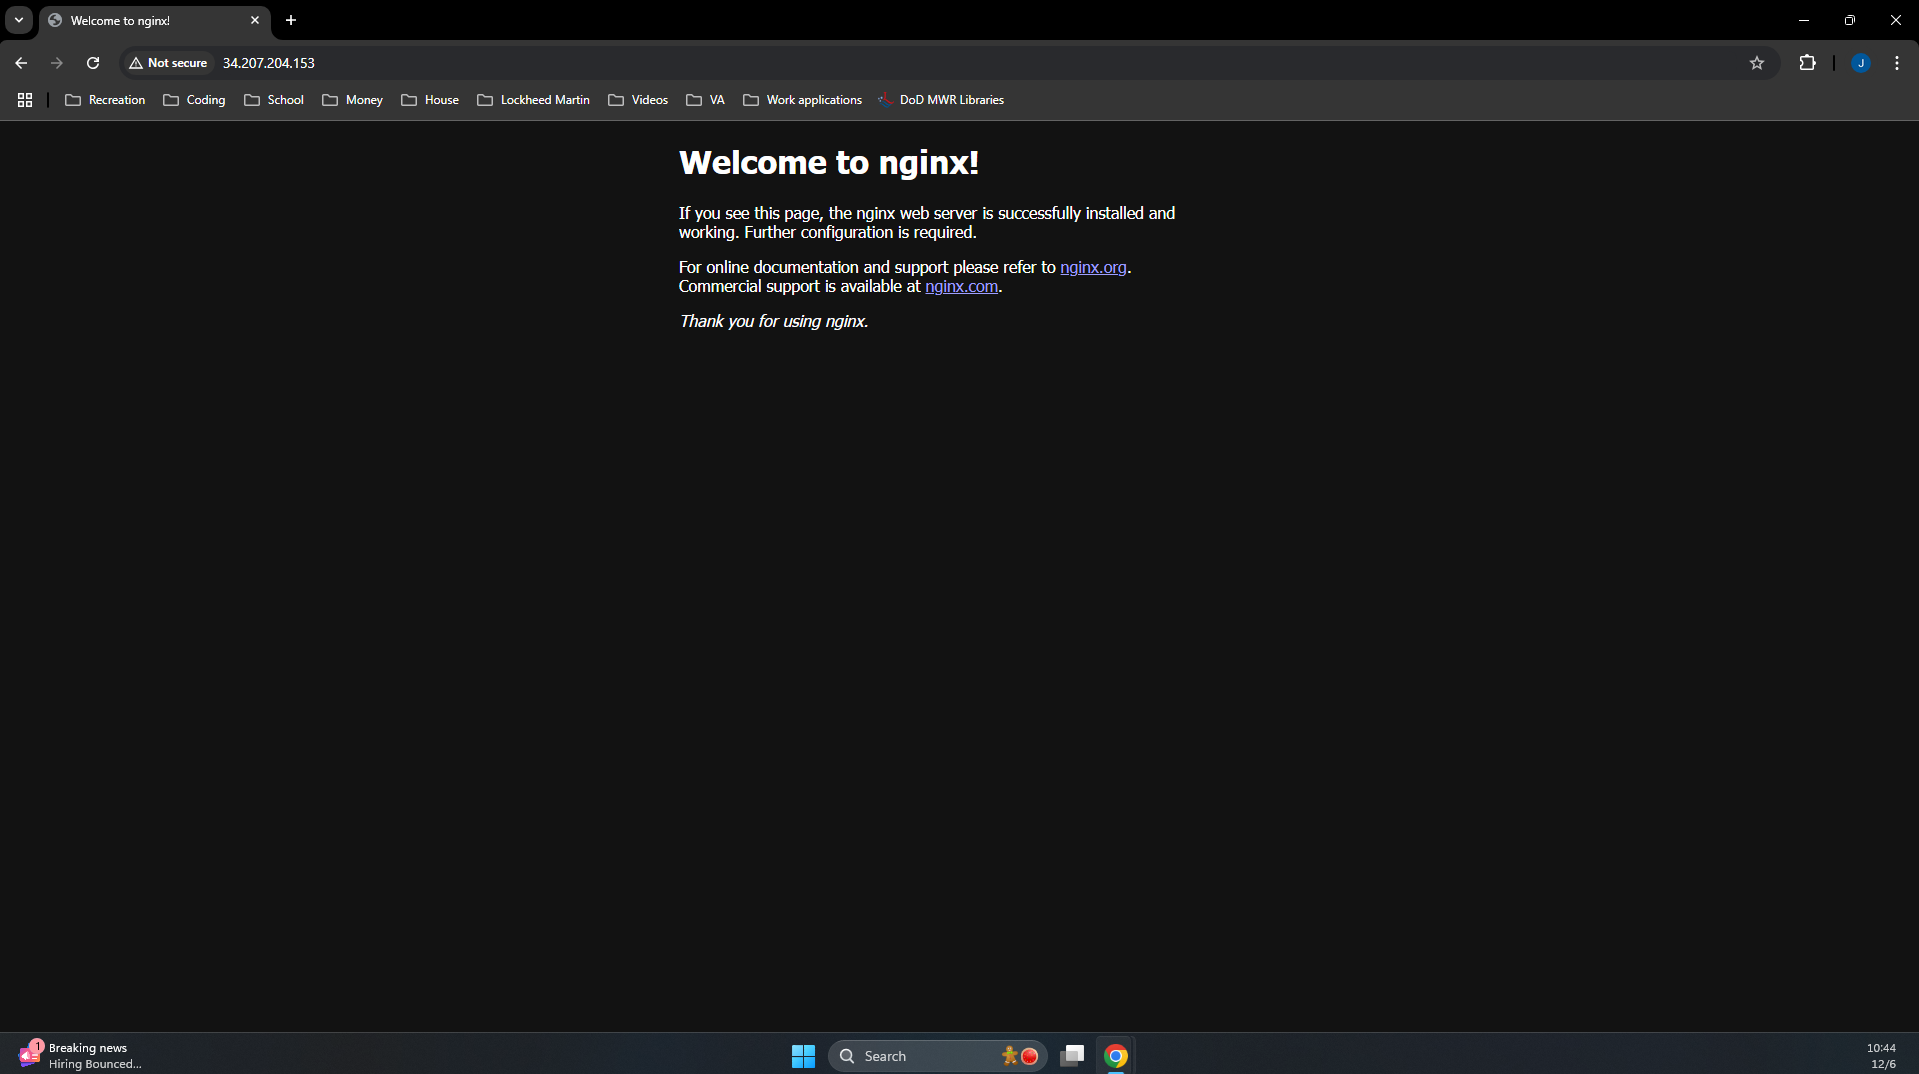 Welcome to nginx!
Not secure 34.207.204.153
Recreation Coding School Money House Lockheed Martin Videos VA Work applications DoD MWR Libraries
J
Welcome to nginx!
If you see this page, the nginx web server is successfully installed and
working. Further configuration is required.
For online documentation and support please refer to nginx.org.
Commercial support is available at nginx.com.
Thank you for using nginx.
1
Breaking news
Hiring Bounced...
Search
10:44
12/6